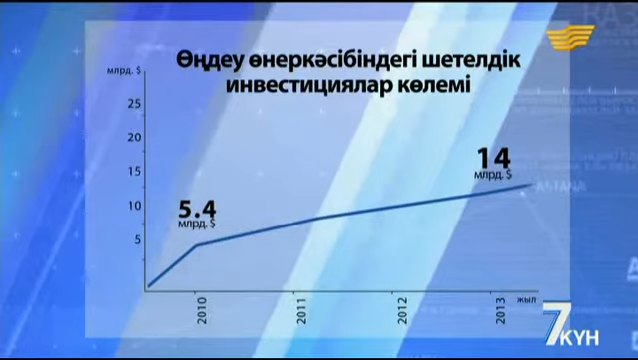 Өңдеу өнеркәсібіндегі шетелдік
инвестициялар көлемі
млрд. $
25
20
15
10
5
5.4
млрд. $
14
млрд. $
2010
2011
2012
2013
жыл
ASTANA
7
КҮН